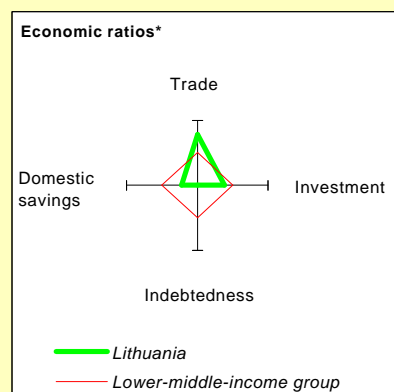 Economic ratios*
Trade
Domestic
savings
Investment
Indebtedness
Lithuania
Lower-middle-income group